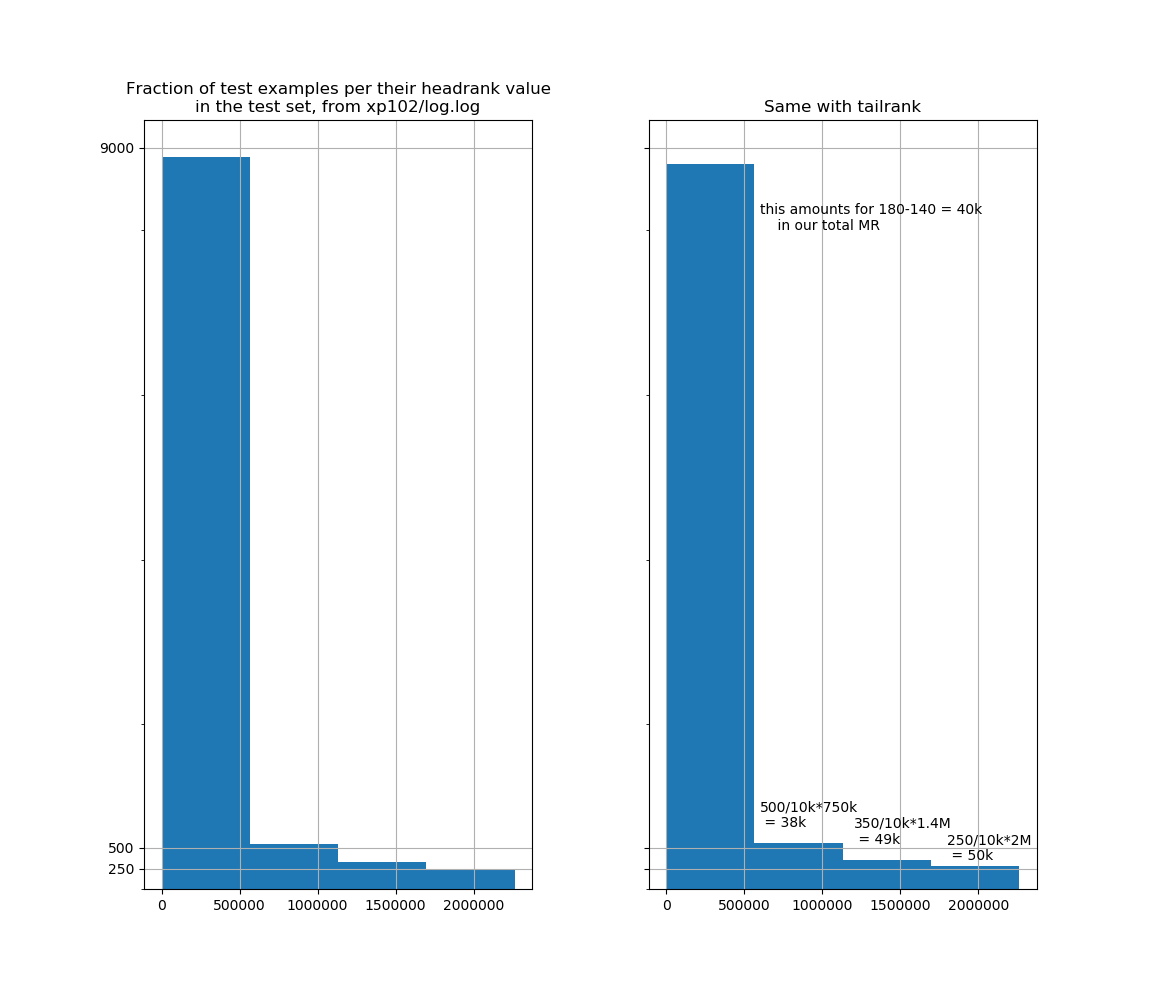 Fraction of test examples per their headrank value
in the test set, from xp102/log.log
9000
500
250
0
500000
1000000
1500000
2000000
Same with tailrank
this amounts for 180-140 = 40k
in our total MR
500/10k*750k
= 38k
350/10k*1.4M
= 49k
250/10k*2M
= 50k
0
500000
1000000
1500000
2000000